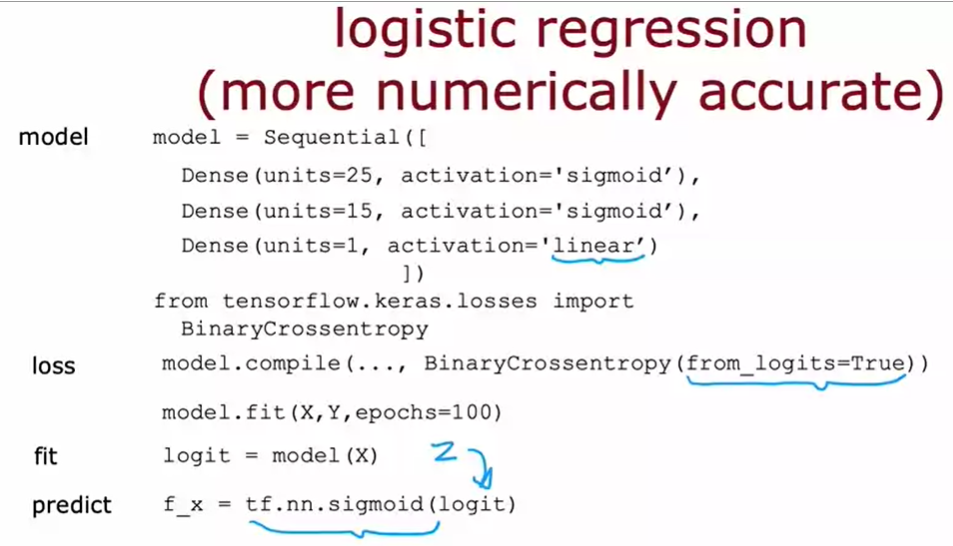 logistic regression
(more numerically accurate)
model model = Sequential([
Dense(units=25, activation='sigmoid’),
Dense(units=15, activation='sigmoid’),
Dense(units=1, activation='linear’)
])
from tensorflow.keras.losses import
BinaryCrossentropy
loss model.compile(..., BinaryCrossentropy(from_logits=True))
model.fit(X,Y,epochs=100)
fit logit = model(X) z
predict f_x = tf.nn.sigmoid(logit)